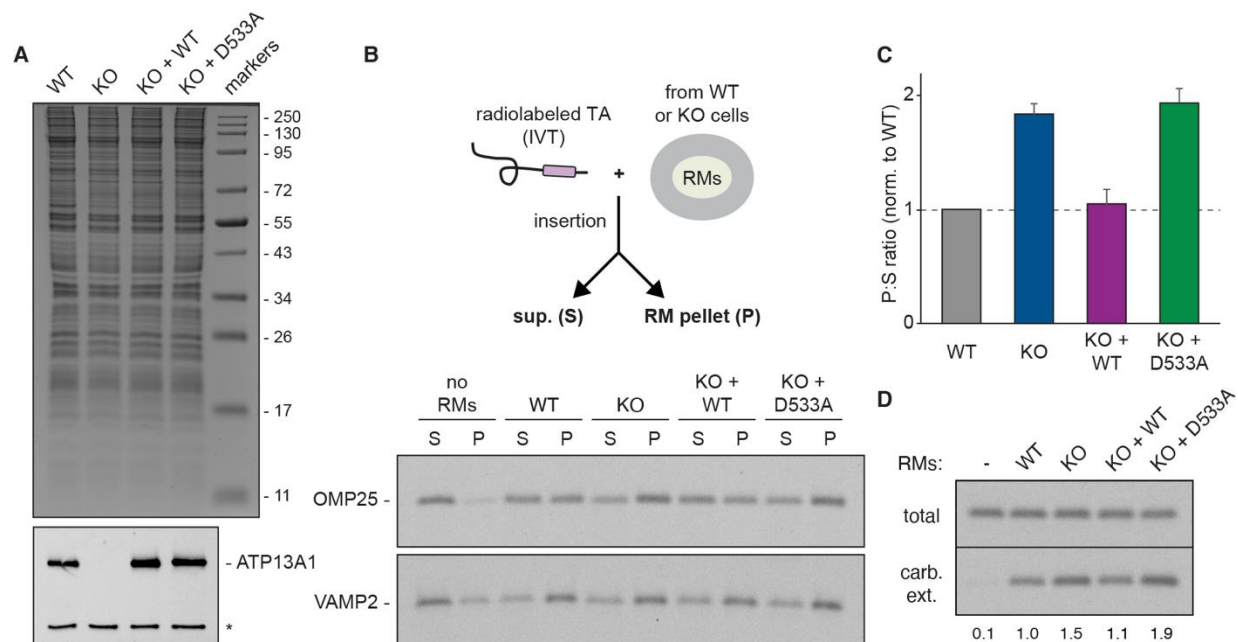 A
WT
KO
KO + WT
KO + D533A
markers
- 250
- 130
- 95
- 72
- 55
- 43
- 34
- 26
- 17
- 11
- ATP13A1
*
B
radiolabeled TA
(IVT)
+
from WT
or KO cells
RMs
insertion
sup. (S)
RM pellet (P)
no
RMs
WT
KO
KO +
WT
KO +
D533A
S P S P S P S P S P
OMP25 -
VAMP2 -
C
P:S ratio (norm. to WT)
2
1
0
WT
KO
KO +
WT
KO +
D533A
D
RMs:
-
WT
KO
KO + WT
KO + D533A
total
carb.
ext.
0.1 1.0 1.5 1.1 1.9